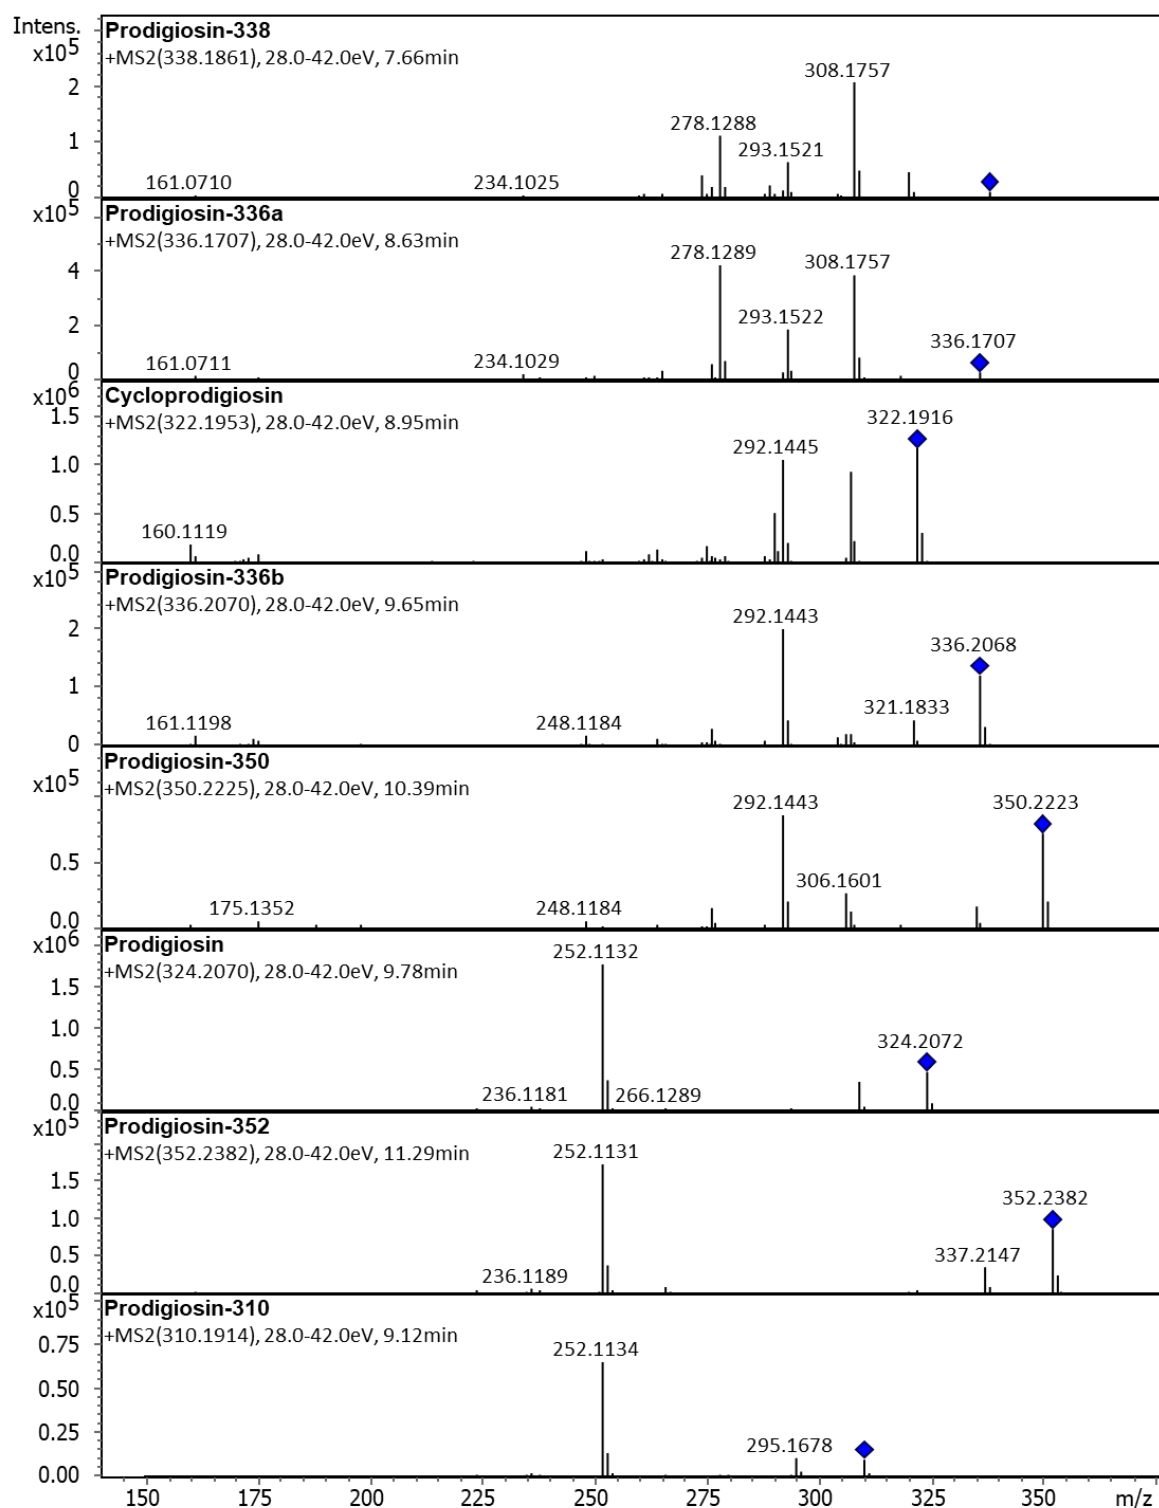 Intens.
x10^5
Prodigiosin-338
+MS2(338.1861), 28.0-42.0eV, 7.66min
2
1
0
161.0710
234.1025
278.1288
293.1521
308.1757
x10^5
Prodigiosin-336a
+MS2(336.1707), 28.0-42.0eV, 8.63min
4
2
0
161.0711
234.1029
278.1289
293.1522
308.1757
336.1707
x10^6
Cycloprodigiosin
+MS2(322.1953), 28.0-42.0eV, 8.95min
1.5
1.0
0.5
0.0
160.1119
292.1445
322.1916
x10^5
Prodigiosin-336b
+MS2(336.2070), 28.0-42.0eV, 9.65min
2
1
0
161.1198
248.1184
292.1443
321.1833
336.2068
x10^5
Prodigiosin-350
+MS2(350.2225), 28.0-42.0eV, 10.39min
0.5
0.0
175.1352
248.1184
292.1443
306.1601
350.2223
x10^6
Prodigiosin
+MS2(324.2070), 28.0-42.0eV, 9.78min
1.5
1.0
0.5
0.0
236.1181
252.1132
266.1289
324.2072
x10^5
Prodigiosin-352
+MS2(352.2382), 28.0-42.0eV, 11.29min
1.5
1.0
0.5
0.0
236.1189
252.1131
337.2147
352.2382
x10^5
Prodigiosin-310
+MS2(310.1914), 28.0-42.0eV, 9.12min
0.75
0.50
0.25
0.00
252.1134
295.1678
150 175 200 225 250 275 300 325 350 m/z